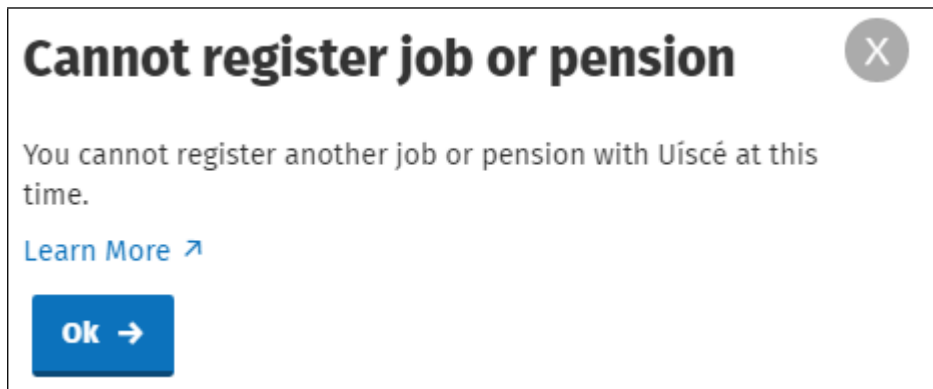 Cannot register job or pension
X
You cannot register another job or pension with Uíscé at this
time.
Learn More ↗
Ok →